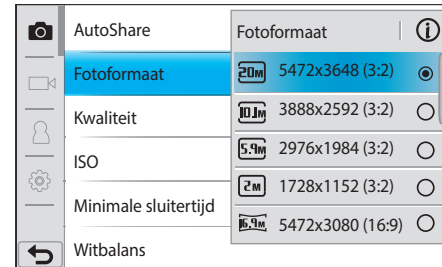 AutoShare
Fotoformaat
Kwaliteit
ISO
Minimale sluitertijd
Witbalans
Fotoformaat
20M 5472x3648 (3:2)
10.1M 3888x2592 (3:2)
5.9M 2976x1984 (3:2)
2M 1728x1152 (3:2)
16.9M 5472x3080 (16:9)